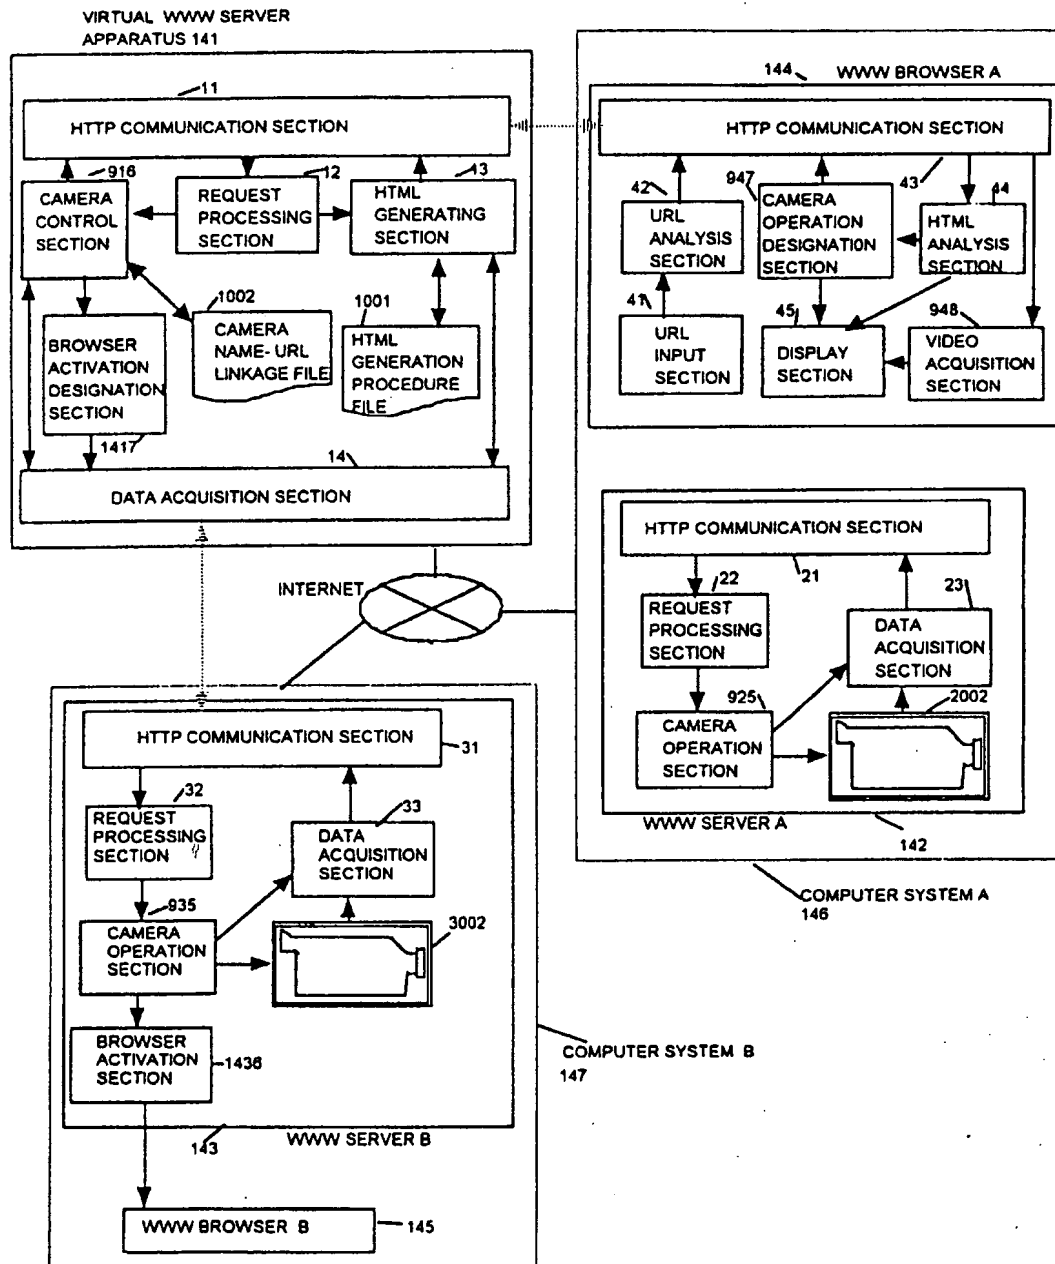 VIRTUAL WWW SERVER
APPARATUS 141
11
HTTP COMMUNICATION SECTION
916
CAMERA
CONTROL
SECTION
12
REQUEST
PROCESSING
SECTION
13
HTML
GENERATING
SECTION
BROWSER
ACTIVATION
DESIGNATION
SECTION
1417
1002
CAMERA
NAME- URL
LINKAGE FILE
1001
HTML
GENERATION
PROCEDURE
FILE
14
DATA ACQUISITION SECTION
144
WWW BROWSER A
HTTP COMMUNICATION SECTION
43
42
URL
ANALYSIS
SECTION
947
CAMERA
OPERATION
DESIGNATION
SECTION
44
HTML
ANALYSIS
SECTION
41
URL
INPUT
SECTION
45
DISPLAY
SECTION
948
VIDEO
ACQUISITION
SECTION
INTERNET
HTTP COMMUNICATION SECTION
21
22
REQUEST
PROCESSING
SECTION
23
DATA
ACQUISITION
SECTION
925
CAMERA
OPERATION
SECTION
2002
WWW SERVER A
142
COMPUTER SYSTEM A
146
HTTP COMMUNICATION SECTION
31
32
REQUEST
PROCESSING
SECTION
33
DATA
ACQUISITION
SECTION
935
CAMERA
OPERATION
SECTION
3002
BROWSER
ACTIVATION
SECTION
1436
COMPUTER SYSTEM B
147
143
WWW SERVER B
WWW BROWSER B
145